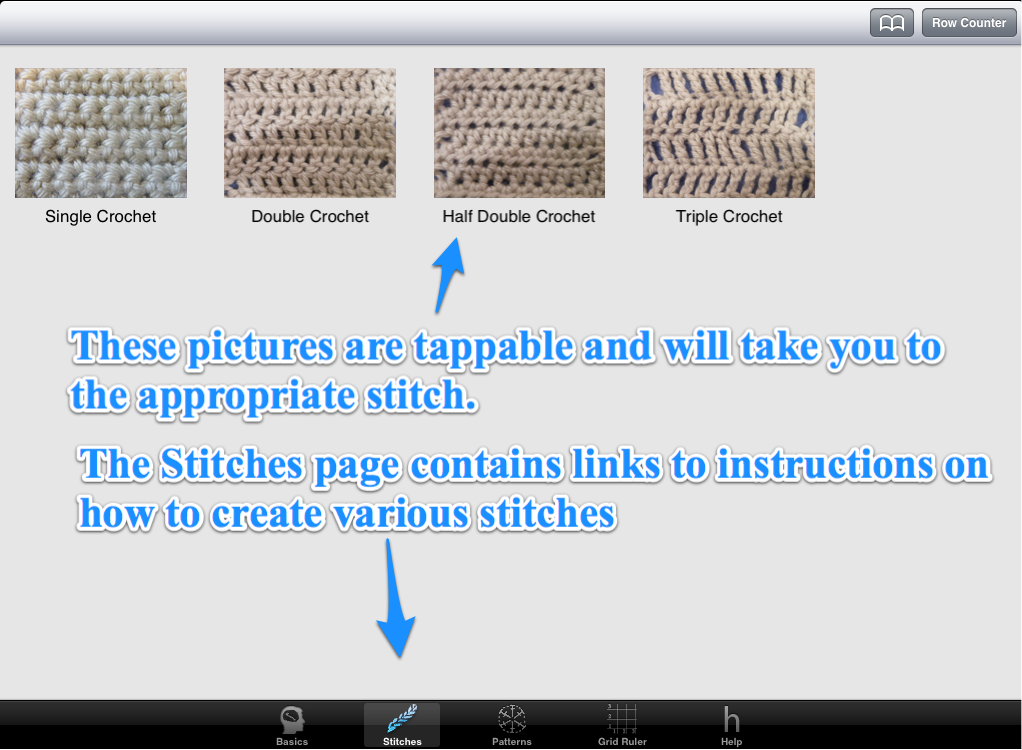 Row Counter
Single Crochet
Double Crochet
Half Double Crochet
Triple Crochet
These pictures are tappable and will take you to
the appropriate stitch.
The Stitches page contains links to instructions on
how to create various stitches
Basics
Stitches
Patterns
Grid Ruler
h
Help